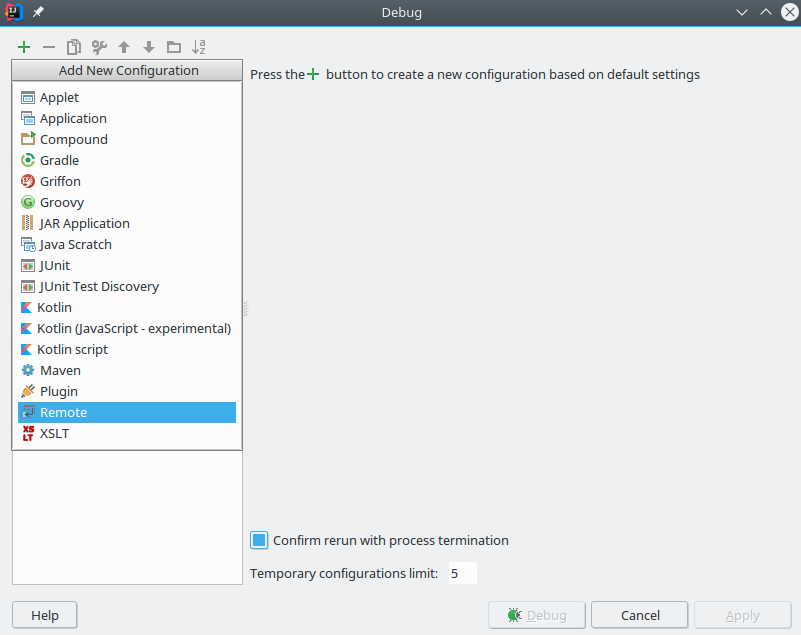 Debug
Add New Configuration
Press the button to create a new configuration based on default settings
Applet
Application
Compound
Gradle
Griffon
Groovy
JAR Application
Java Scratch
JUnit
JUnit Test Discovery
Kotlin
Kotlin (JavaScript - experimental)
Kotlin script
Maven
Plugin
Remote
XSLT
Confirm rerun with process termination
Temporary configurations limit: 5
Help
Debug
Cancel
Apply